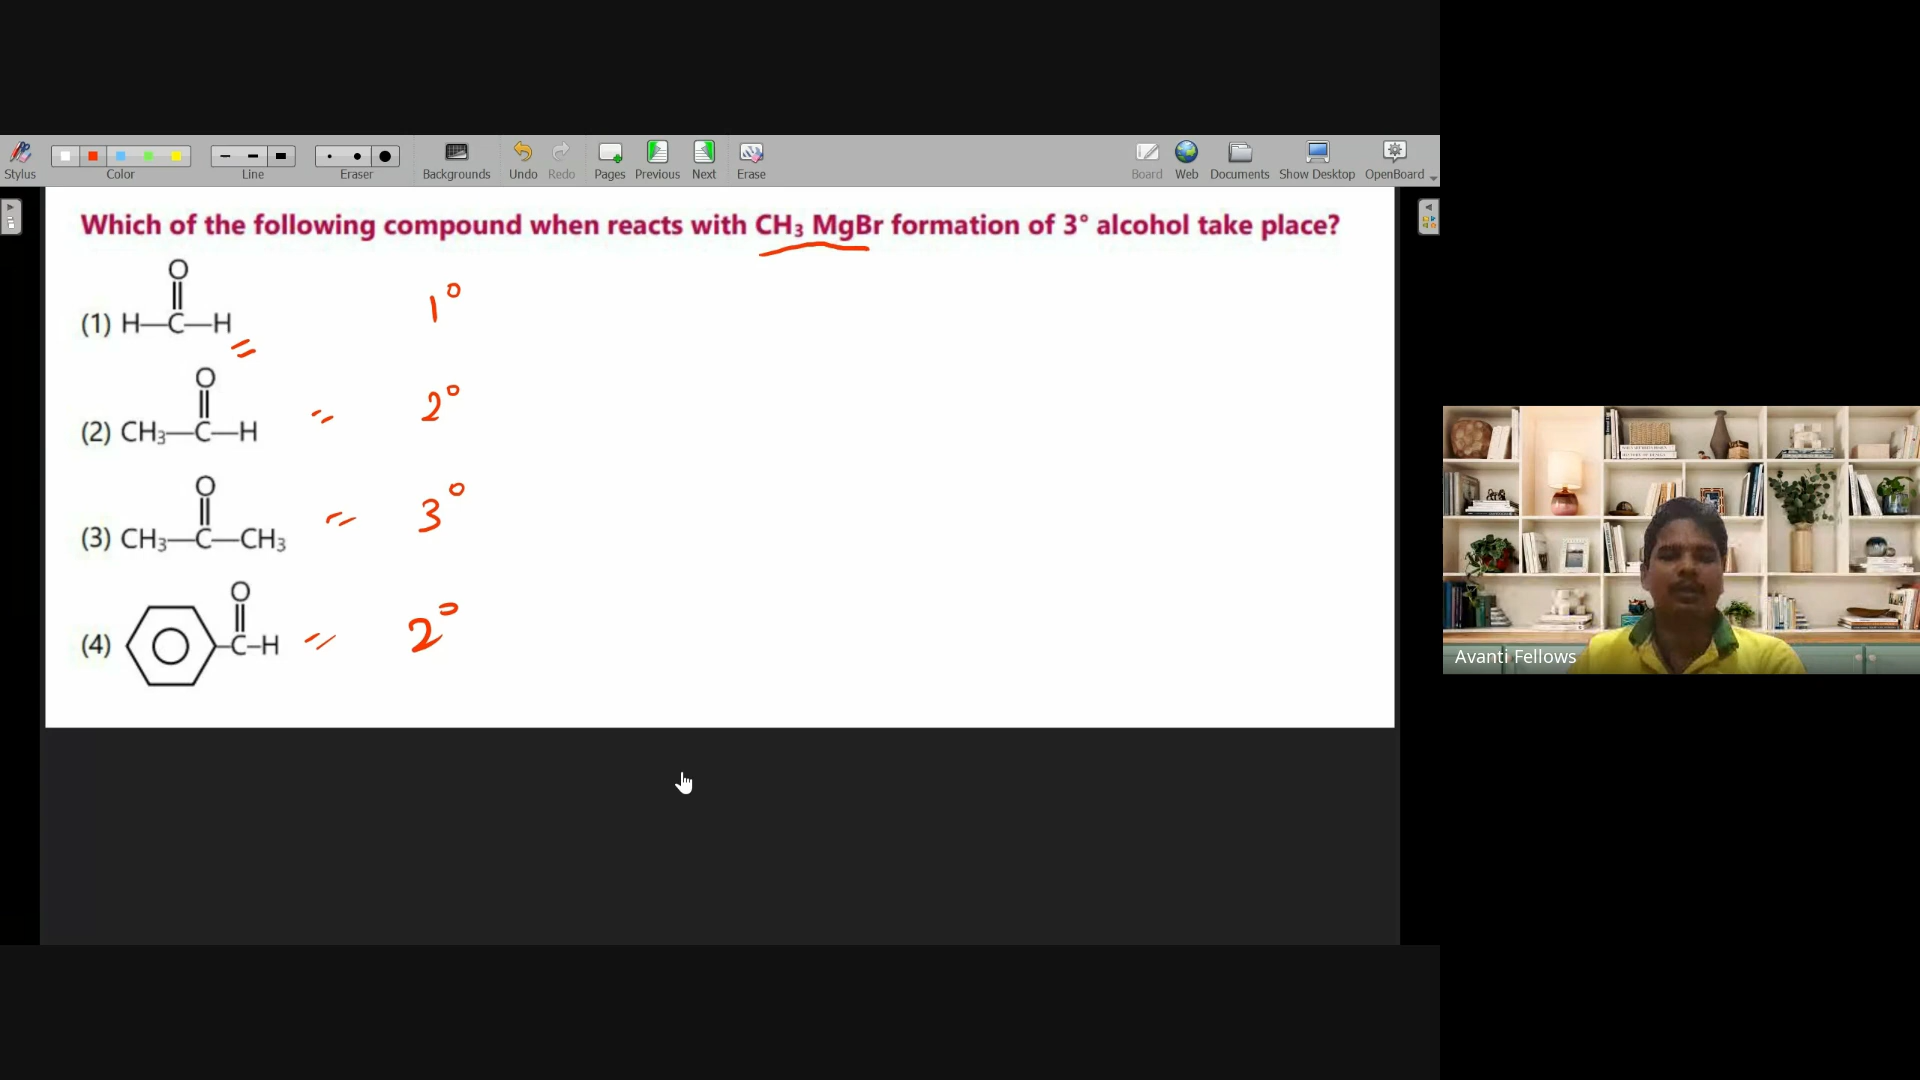 Stylus Color Line Eraser Backgrounds Undo Redo Pages Previous Next Erase Board Web Documents Show Desktop OpenBoard
Which of the following compound when reacts with CH₃ MgBr formation of 3° alcohol take place?
O
(1) H—C—H = 1°
O
(2) CH₃—C—H = 2°
O
(3) CH₃—C—CH₃ = 3°
O
(4) C–H = 2°
Avanti Fellows